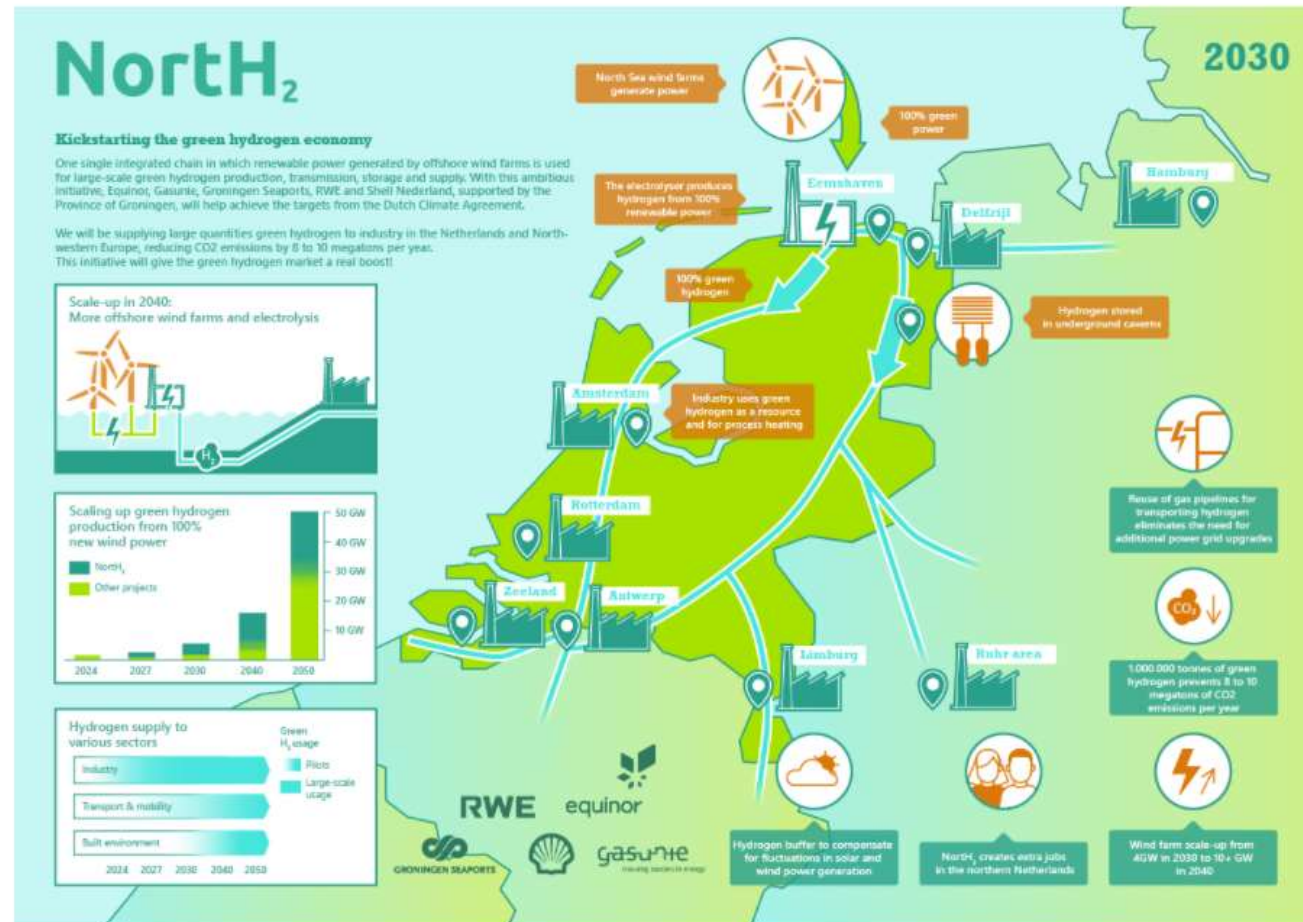 NortH₂
2030
Kickstarting the green hydrogen economy
One single integrated chain in which renewable power generated by offshore wind farms is used
for large-scale green hydrogen production, transmission, storage and supply. With this ambitious
initiative, Equinor, Gasunie, Groningen Seaports, RWE and Shell Nederland, supported by the
Province of Groningen, will help achieve the targets from the Dutch Climate Agreement.
We will be supplying large quantities green hydrogen to industry in the Netherlands and North-
western Europe, reducing CO2 emissions by 8 to 10 megatons per year.
This initiative will give the green hydrogen market a real boost!
Scale-up in 2040:
More offshore wind farms and electrolysis
H₂
Scaling up green hydrogen
production from 100%
new wind power
NortH₂
Other projects
50 GW
40 GW
30 GW
20 GW
10 GW
2024 2027 2030 2040 2050
Hydrogen supply to
various sectors
Green
H₂ usage
Pilots
Large-scale
usage
Industry
Transport & mobility
Built environment
2024 2027 2030 2040 2050
North Sea wind farms
generate power
100% green
power
The electrolyser produces
hydrogen from 100%
renewable power
Eemshaven
Delfzijl
Hamburg
100% green
hydrogen
Hydrogen stored
in underground caverns
Amsterdam
Industry uses green
hydrogen as a resource
and for process heating
Rotterdam
Zeeland
Antwerp
Limburg
Ruhr area
Reuse of gas pipelines for
transporting hydrogen
eliminates the need for
additional power grid upgrades
CO₂
1.000.000 tonnes of green
hydrogen prevents 8 to 10
megatons of CO2
emissions per year
Hydrogen buffer to compensate
for fluctuations in solar and
wind power generation
NortH₂ creates extra jobs
in the northern Netherlands
Wind farm scale-up from
4GW in 2030 to 10+ GW
in 2040
RWE
equinor
GRONINGEN SEAPORTS
gasunie